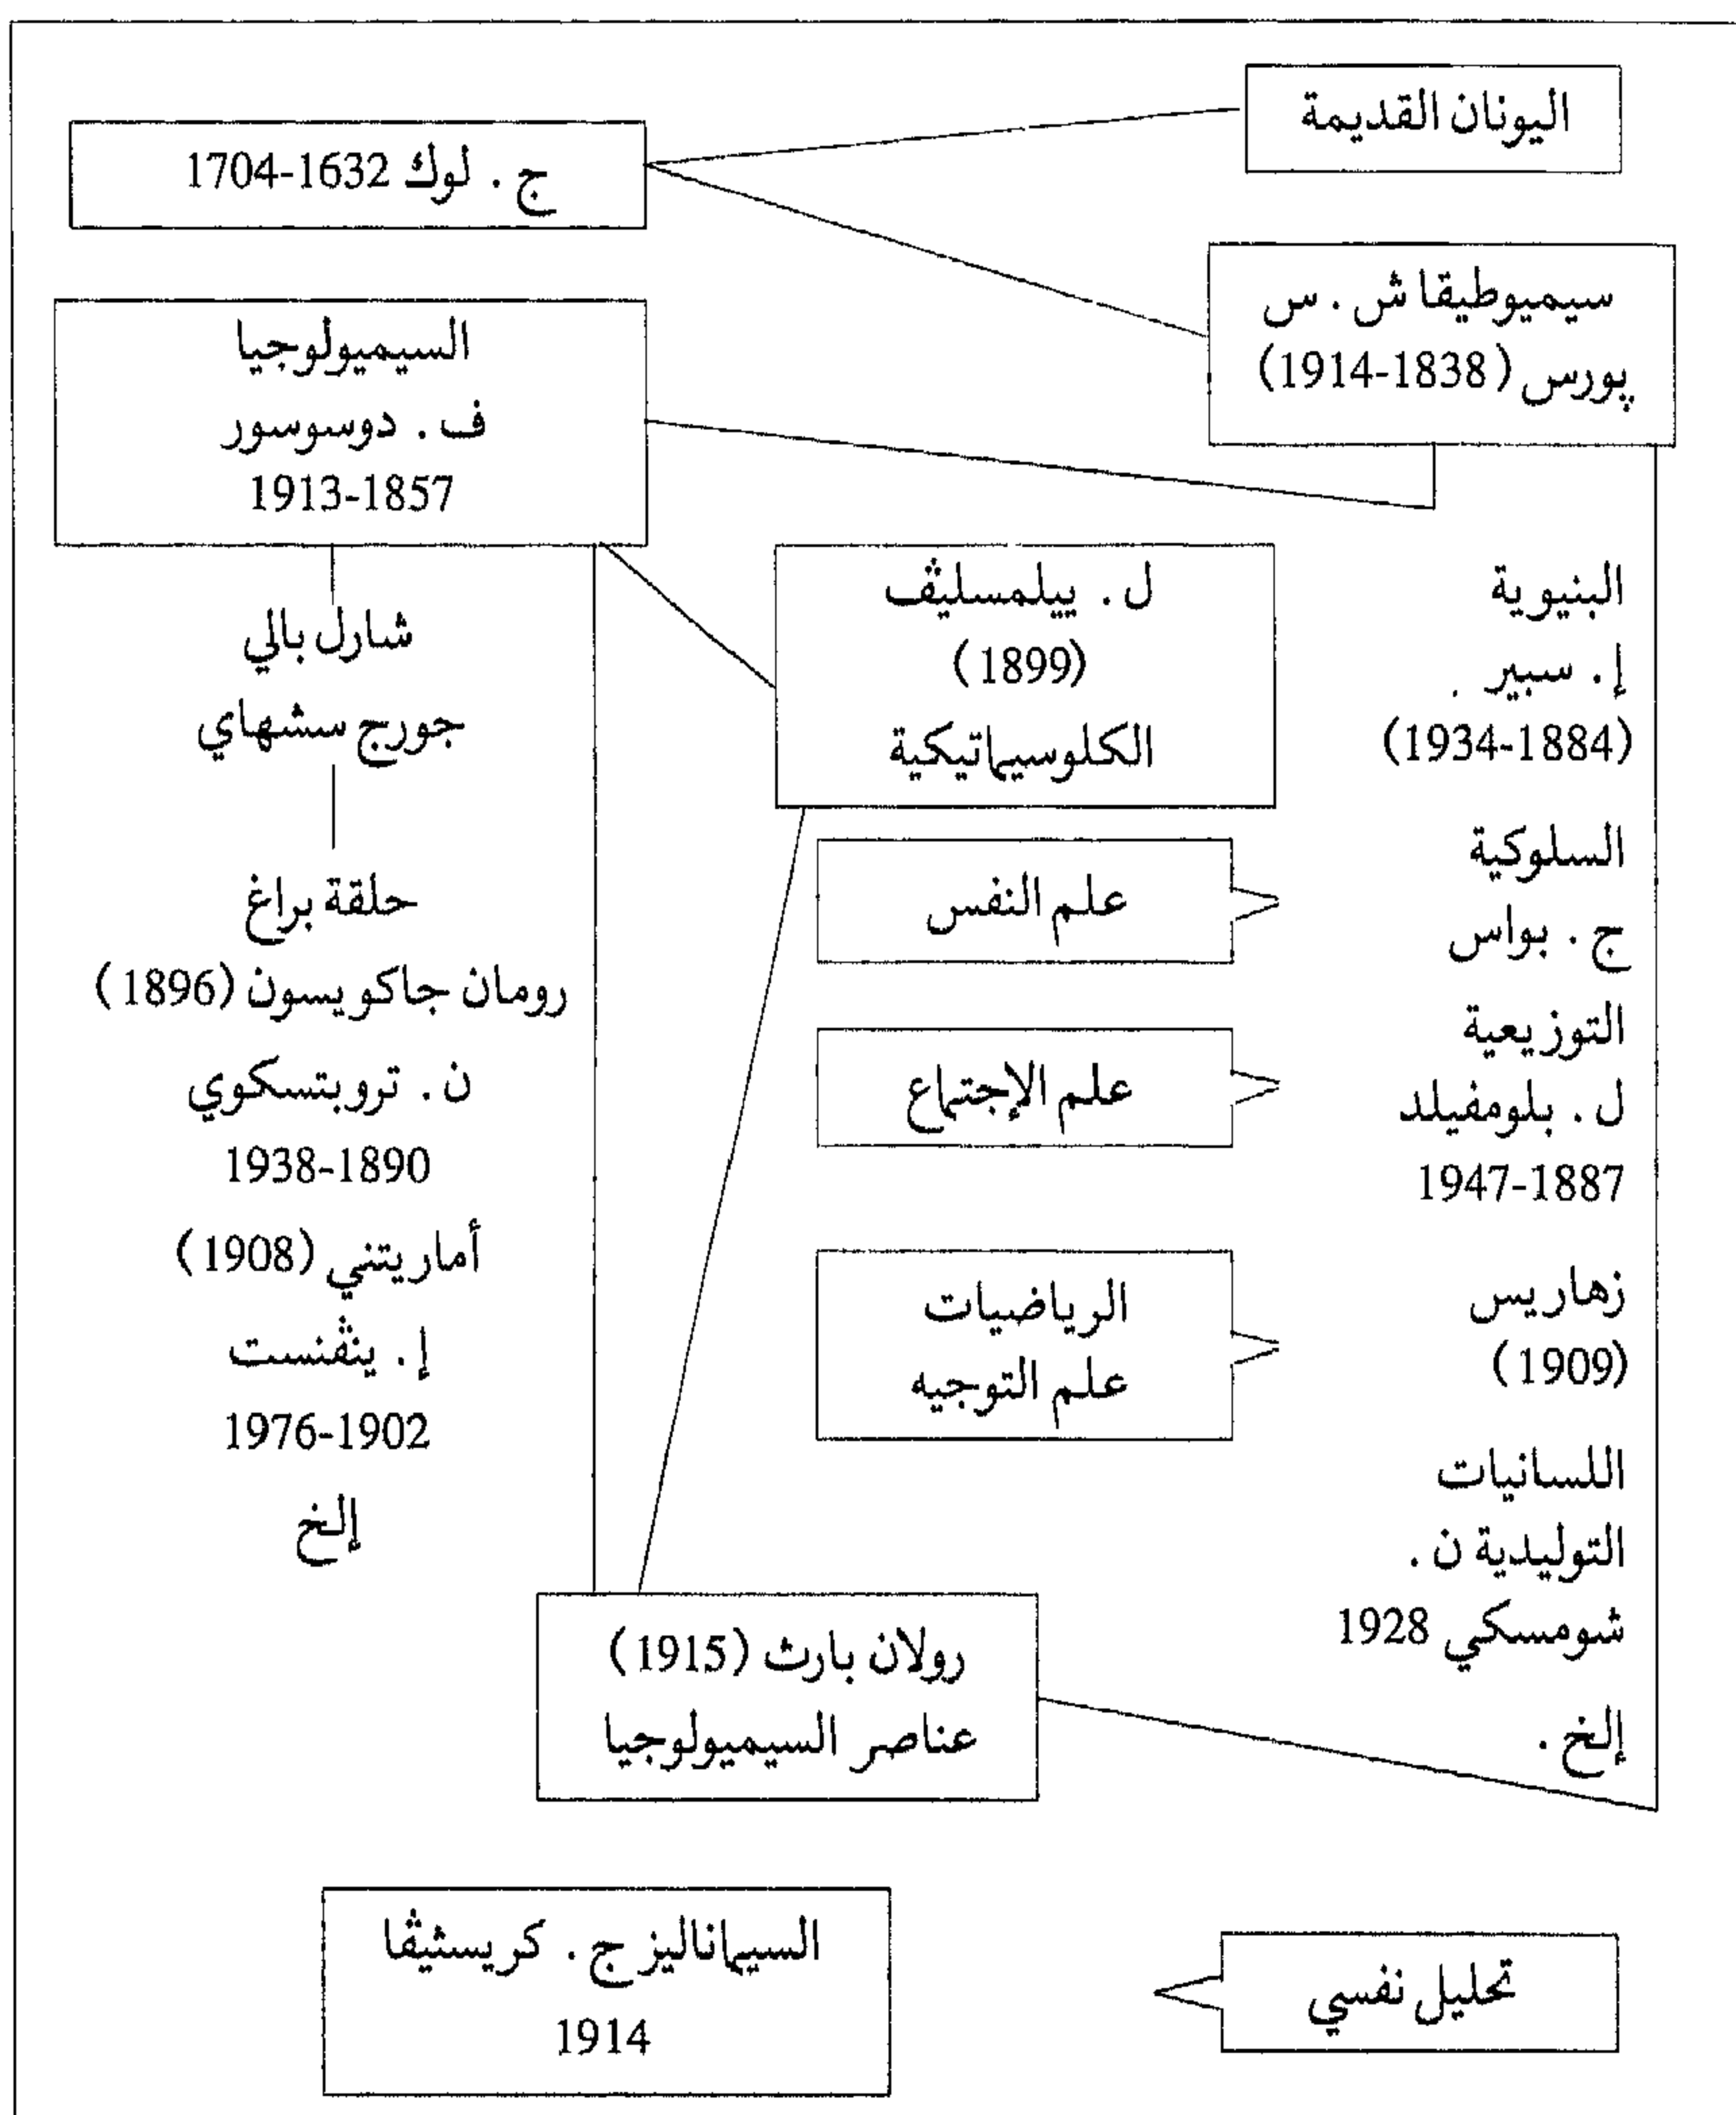 اليونان القديمة
ج . لوك 1632-1704
سيميوطيقا ش . س
پورس (1838-1914)
السيميولوجيا
ف . دوسوسور
1857-1913
شارل بالي
جورج سشهاي
حلقة براغ
رومان جاكويسون (1896)
ن . تروبتسكوي
1890-1938
أماريتني (1908)
إ . ينڤنست
1902-1976
إلخ
ل . ييلمسليڤ
(1899)
الكلوسيماتيكية
البنيوية
إ . سبير
(1884-1934)
السلوكية
ج . بواس
علم النفس
التوزيعية
ل . بلومفيلد
1887-1947
علم الإجتماع
زهاريس
(1909)
الرياضيات
علم التوجيه
اللسانيات
التوليدية ن .
شومسكي 1928
إلخ .
رولان بارث (1915)
عناصر السيميولوجيا
تحليل نفسي
السيماناليز ج . كريسثيڤا
1914